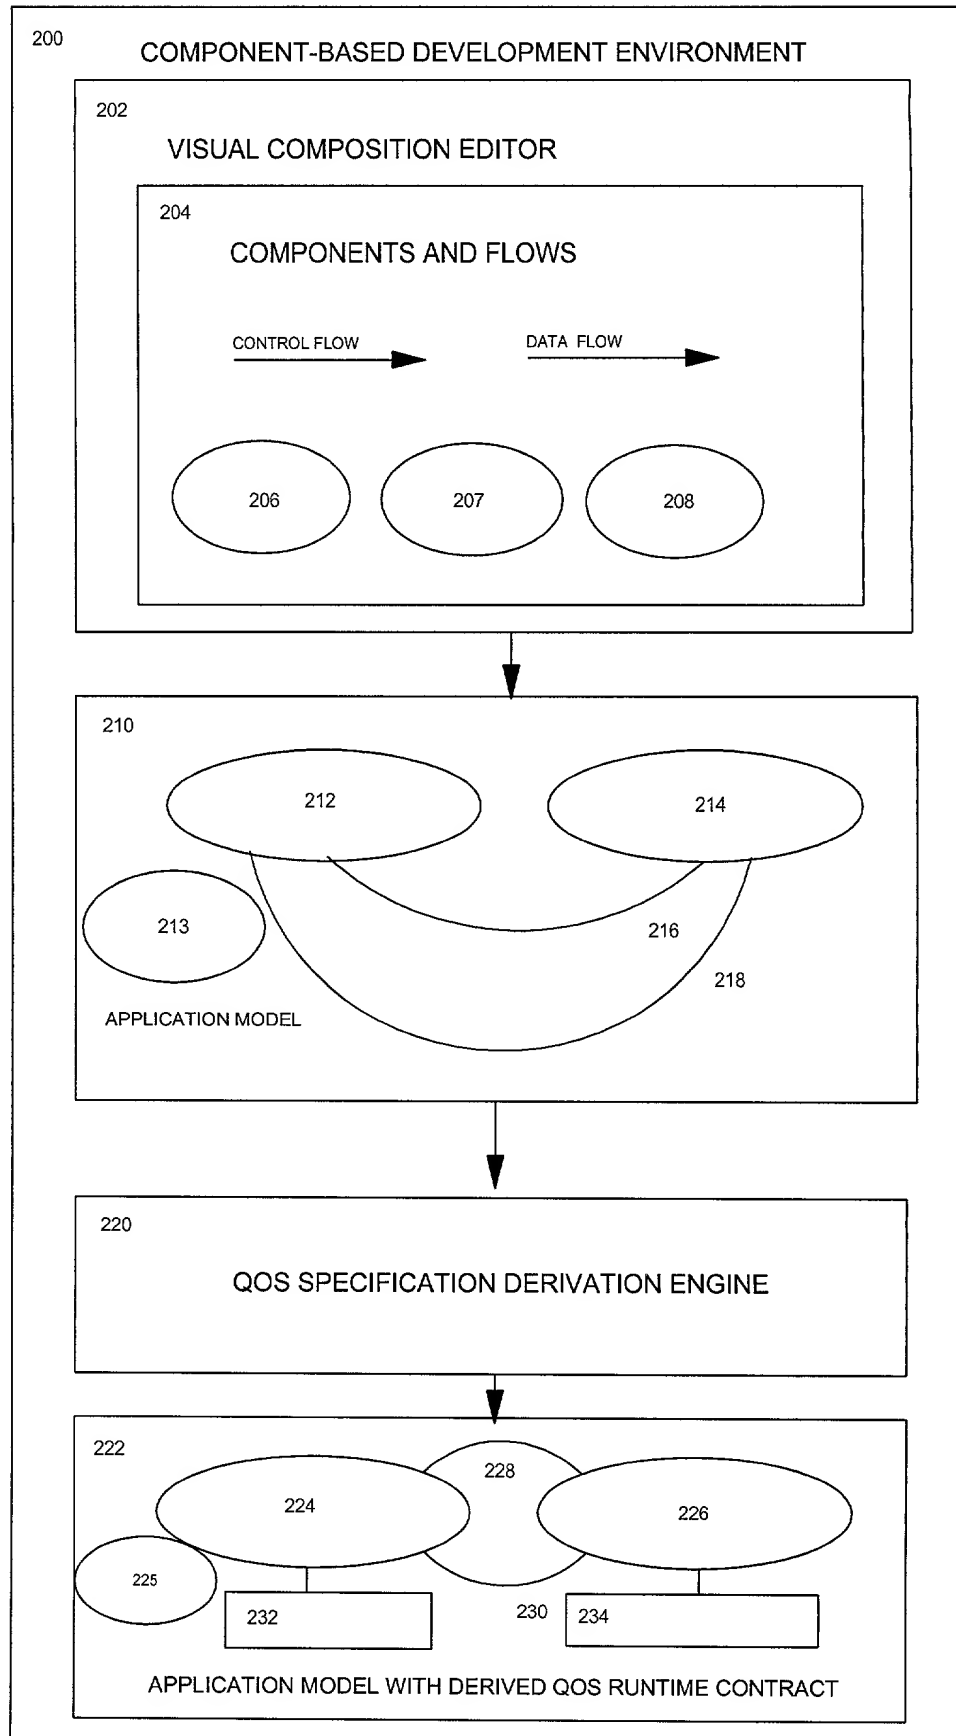 200
COMPONENT-BASED DEVELOPMENT ENVIRONMENT
202
VISUAL COMPOSITION EDITOR
204
COMPONENTS AND FLOWS
CONTROL FLOW
DATA FLOW
206
207
208
210
212
214
213
216
218
APPLICATION MODEL
220
QOS SPECIFICATION DERIVATION ENGINE
222
228
224
226
225
232
230
234
APPLICATION MODEL WITH DERIVED QOS RUNTIME CONTRACT